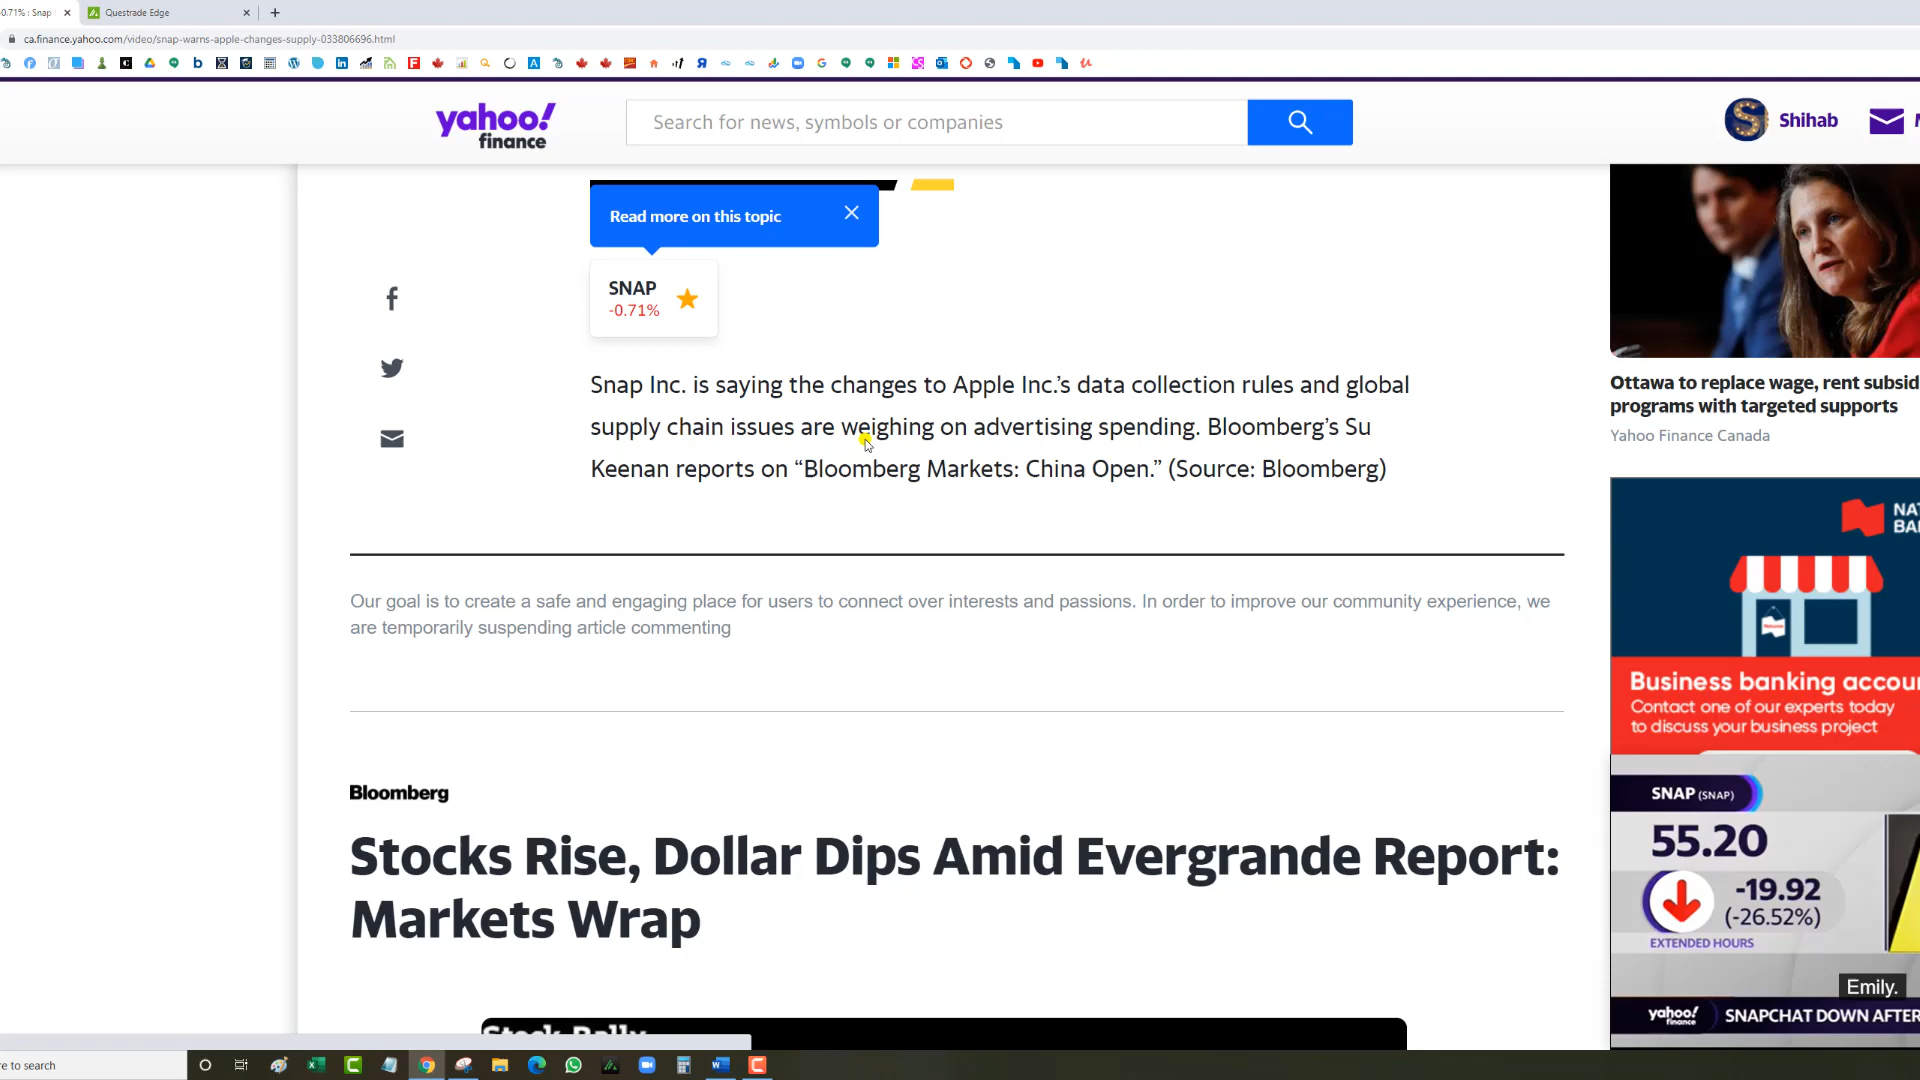 -0.71% : Snap
Questrade Edge
ca.finance.yahoo.com/video/snap-warns-apple-changes-supply-033806696.html
yahoo!
finance
Search for news, symbols or companies
Shihab
Read more on this topic
SNAP
-0.71%
Snap Inc. is saying the changes to Apple Inc.’s data collection rules and global
supply chain issues are weighing on advertising spending. Bloomberg’s Su
Keenan reports on “Bloomberg Markets: China Open.” (Source: Bloomberg)
Our goal is to create a safe and engaging place for users to connect over interests and passions. In order to improve our community experience, we
are temporarily suspending article commenting
Bloomberg
Stocks Rise, Dollar Dips Amid Evergrande Report:
Markets Wrap
Stock Rally
Ottawa to replace wage, rent subsid
programs with targeted supports
Yahoo Finance Canada
NAT
BAN
Welcome
Business banking accou
Contact one of our experts today
to discuss your business project
SNAP (SNAP)
55.20
-19.92
(-26.52%)
EXTENDED HOURS
Emily.
yahoo!
finance
SNAPCHAT DOWN AFTER
re to search